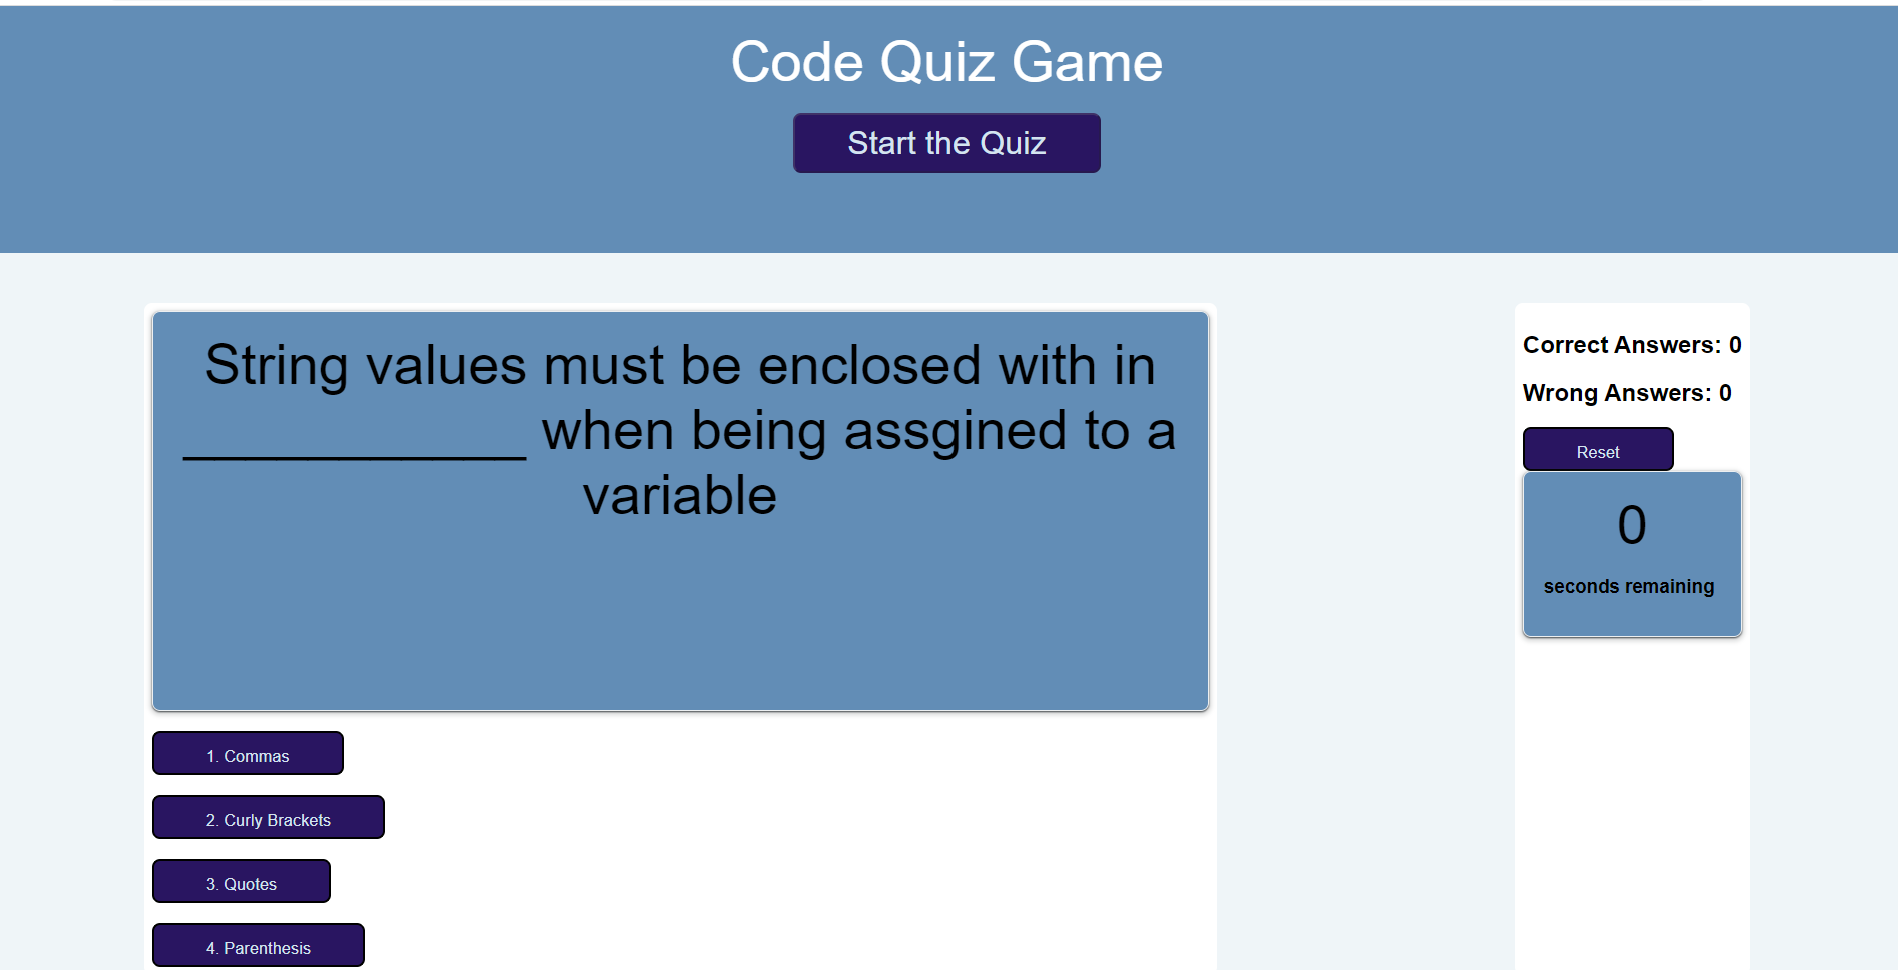 Code Quiz Game
Start the Quiz
String values must be enclosed with in
____________ when being assgined to a
variable
1. Commas
2. Curly Brackets
3. Quotes
4. Parenthesis
Correct Answers: 0
Wrong Answers: 0
Reset
0
seconds remaining